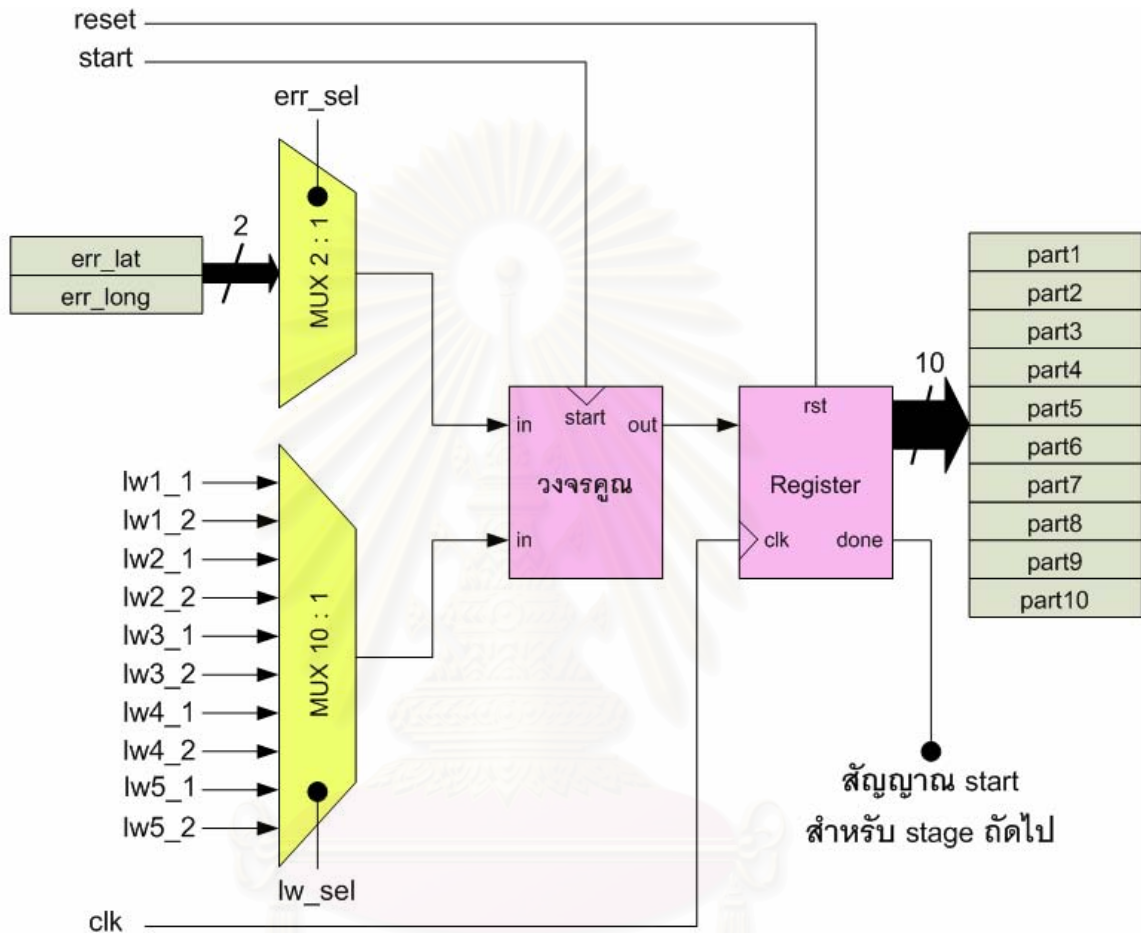 reset
start
err_sel
MUX 2 : 1
2
err_lat
err_long
lw1_1
lw1_2
lw2_1
lw2_2
lw3_1
lw3_2
lw4_1
lw4_2
lw5_1
lw5_2
MUX 10 : 1
lw_sel
clk
in
start
out
วงจรคูณ
in
rst
Register
clk
done
10
part1
part2
part3
part4
part5
part6
part7
part8
part9
part10
สัญญาณ start
สำหรับ stage ถัดไป